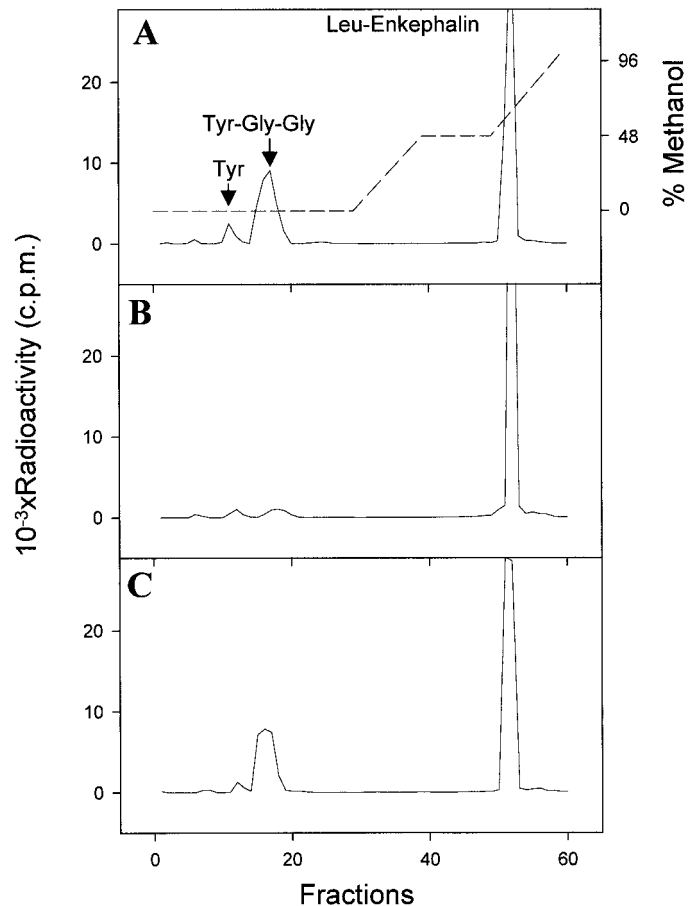 A
Leu-Enkephalin
Tyr-Gly-Gly
Tyr
20
10
0
96
48
0
% Methanol
B
20
10
0
C
20
10
0
10-3xRadioactivity (c.p.m.)
0
20
40
60
Fractions